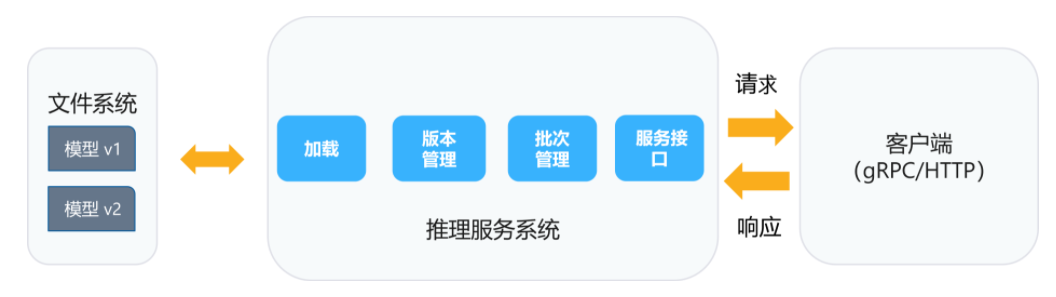 文件系统
模型 v1
模型 v2
加载
版本
管理
批次
管理
服务接
口
推理服务系统
请求
响应
客户端
(gRPC/HTTP)